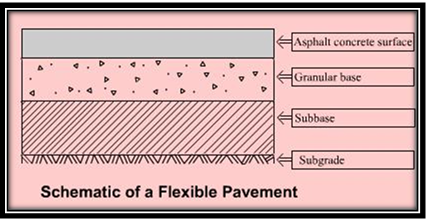 Asphalt concrete surface
Granular base
Subbase
Subgrade
Schematic of a Flexible Pavement